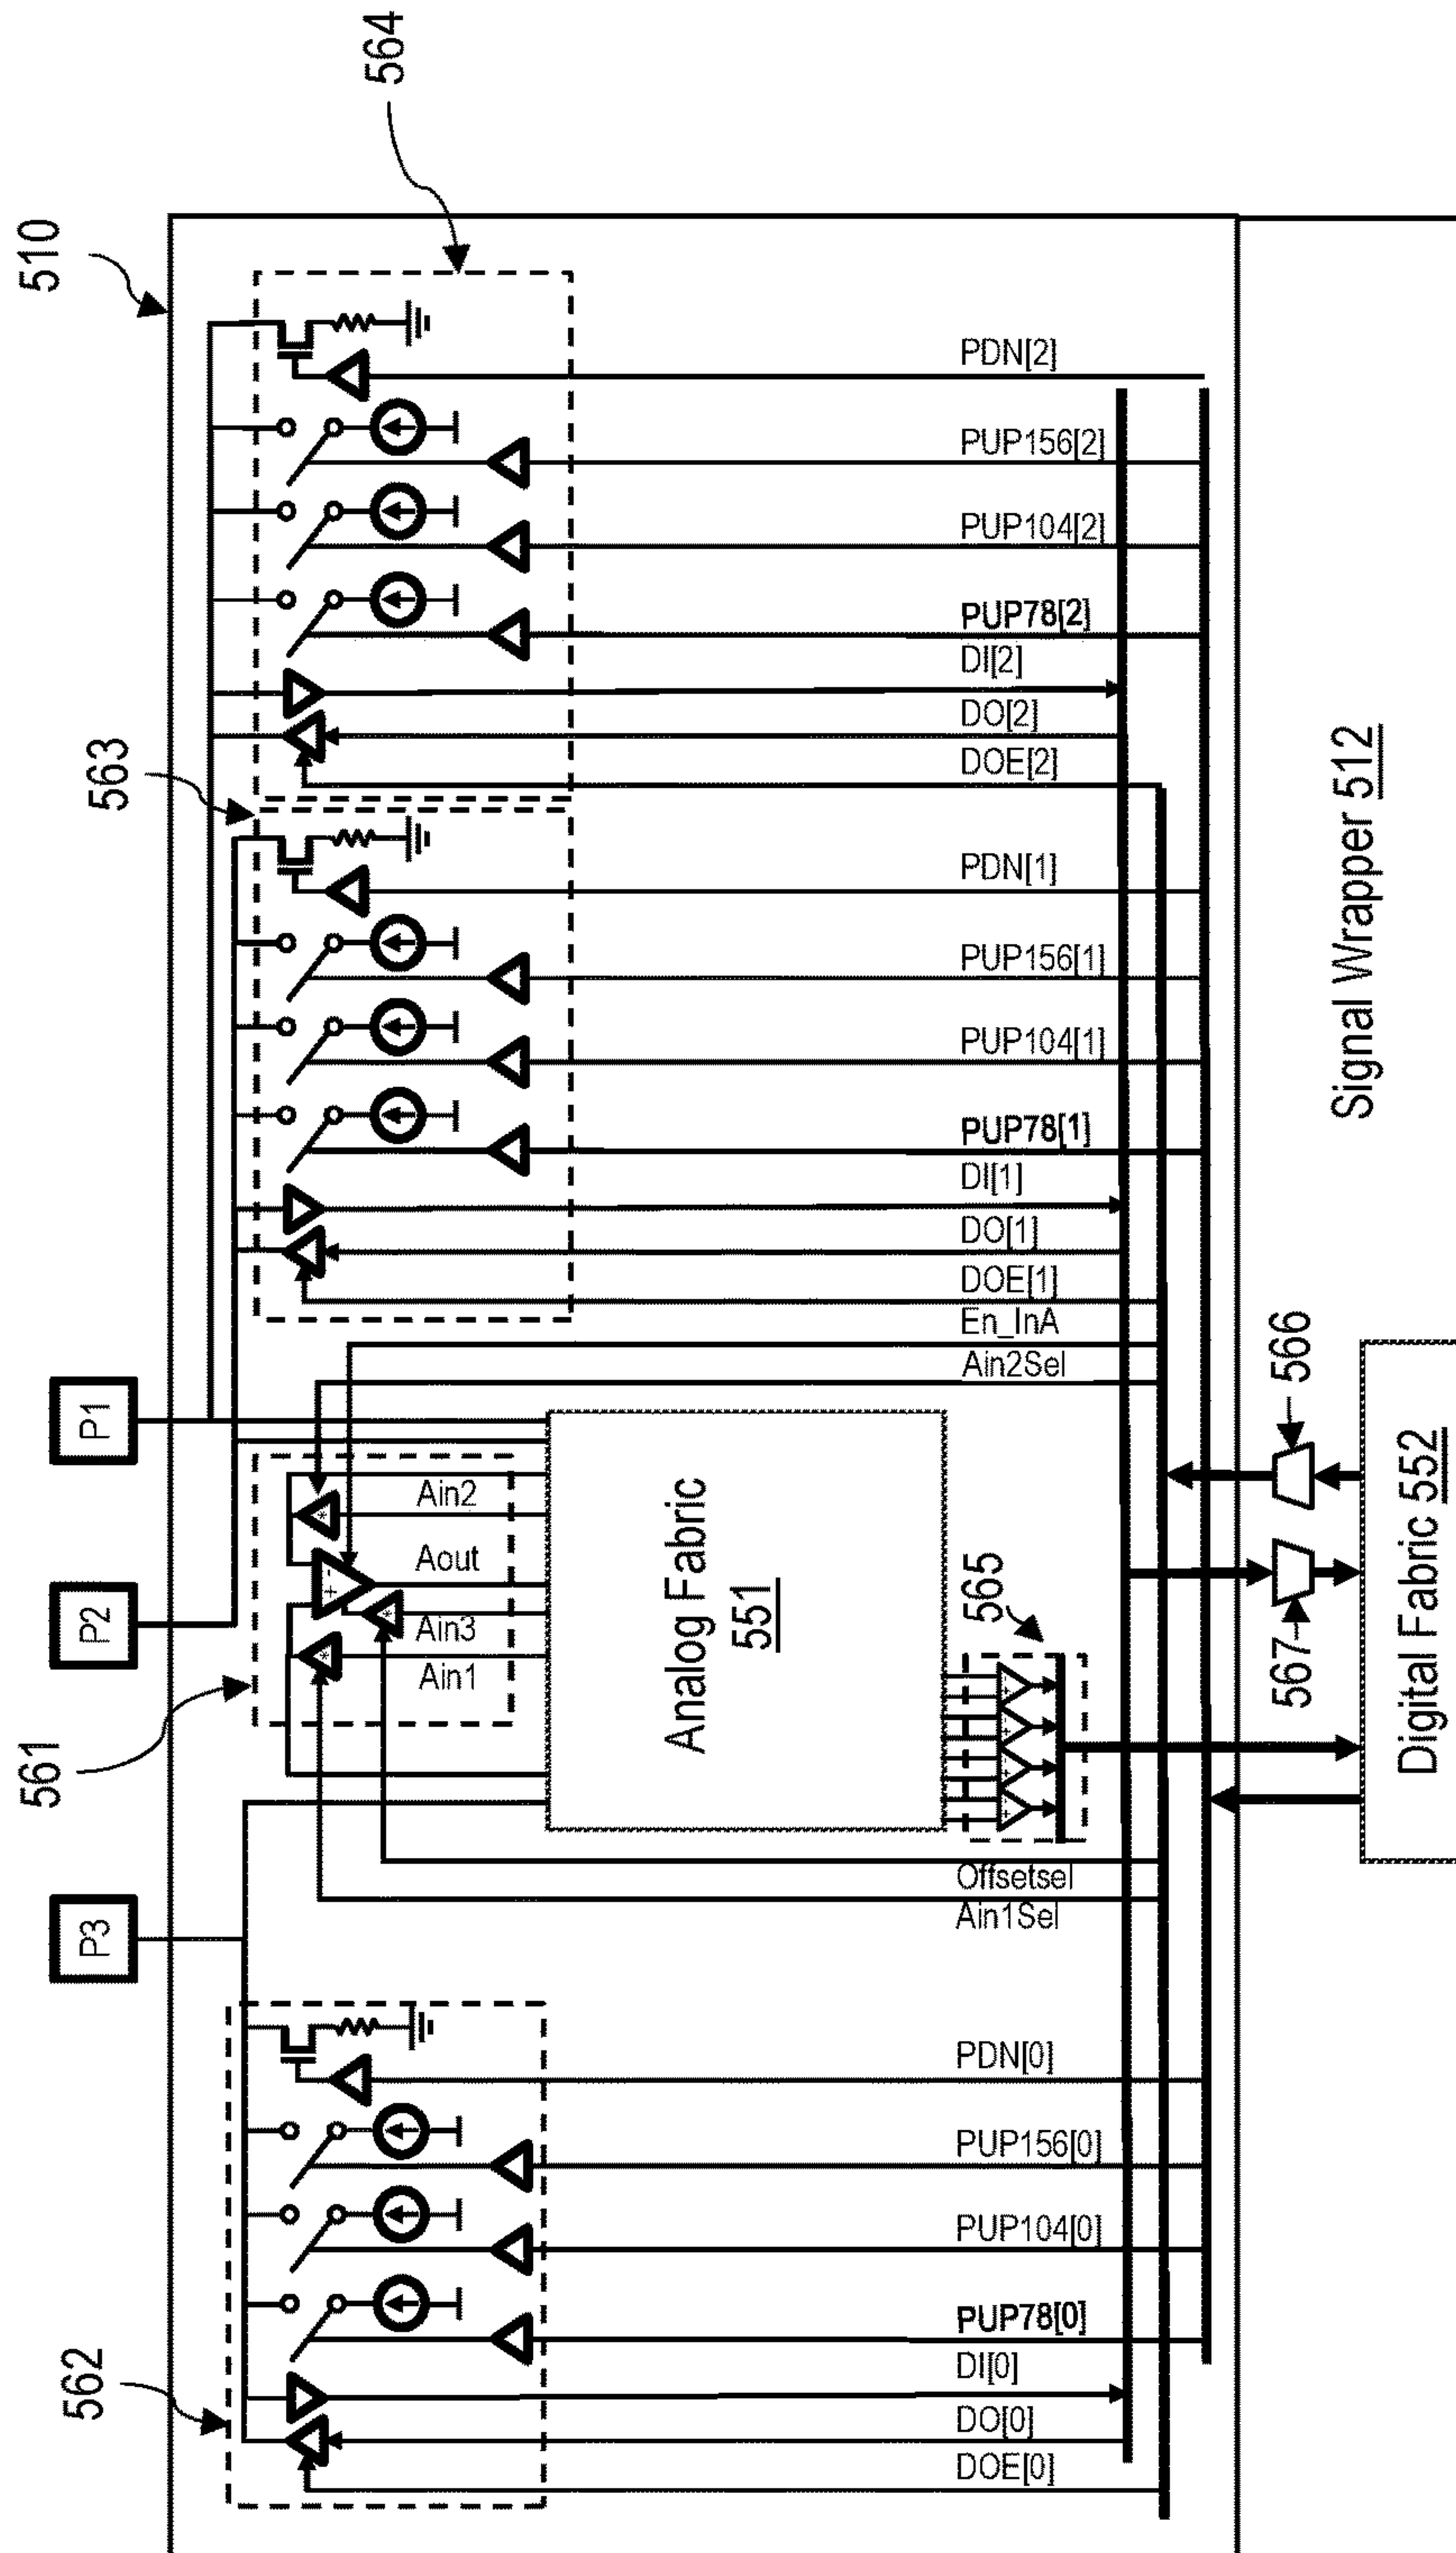 510
564
563
P1
P2
P3
561
562
DOE[0]
DO[0]
DI[0]
PUP78[0]
PUP104[0]
PUP156[0]
PDN[0]
Ain1Sel
Offsetsel
Ain1
Ain3
Aout
Ain2
Analog Fabric
551
565
Ain2Sel
En_InA
DOE[1]
DO[1]
DI[1]
PUP78[1]
PUP104[1]
PUP156[1]
PDN[1]
DOE[2]
DO[2]
DI[2]
PUP78[2]
PUP104[2]
PUP156[2]
PDN[2]
567
566
Digital Fabric 552
Signal Wrapper 512